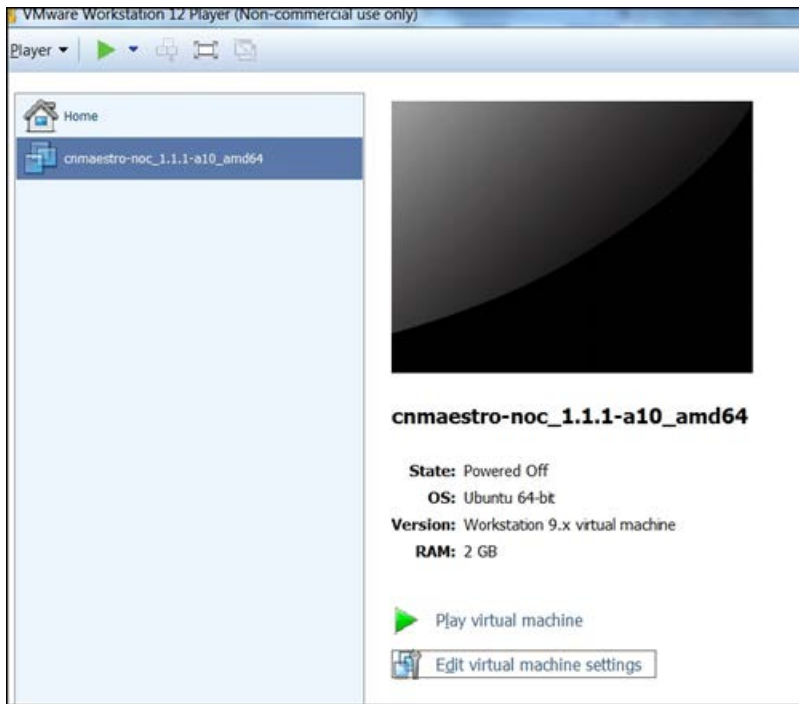 VMware Workstation 12 Player (Non-commercial use only)
Player
Home
cnmaestro-noc_1.1.1-a10_amd64
cnmaestro-noc_1.1.1-a10_amd64
State: Powered Off
OS: Ubuntu 64-bit
Version: Workstation 9.x virtual machine
RAM: 2 GB
Play virtual machine
Edit virtual machine settings